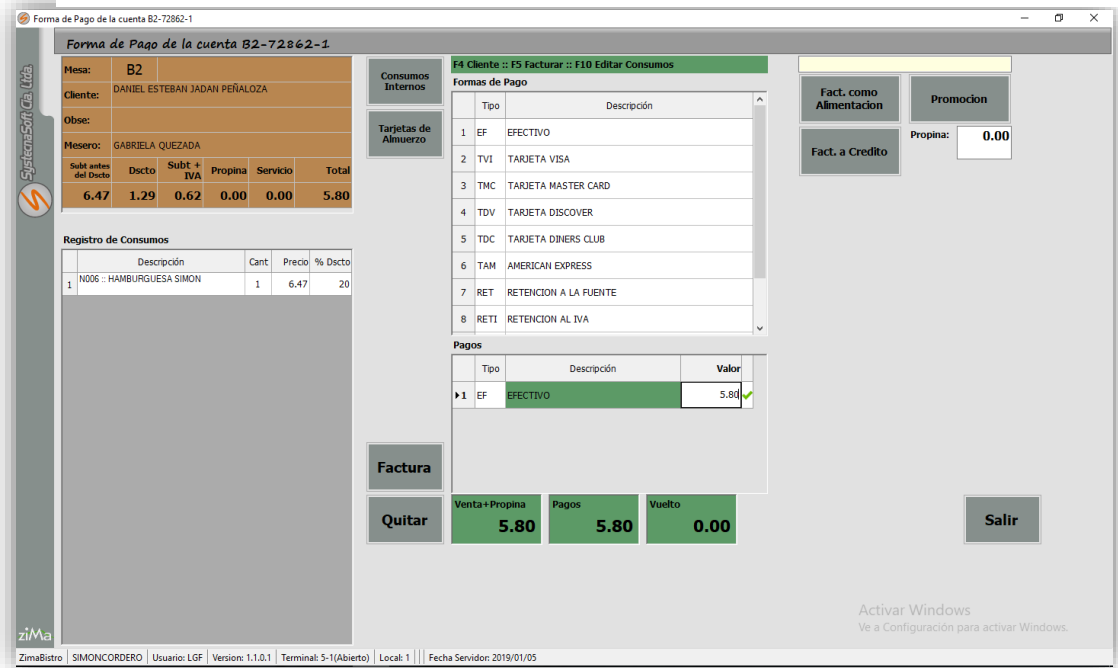 Forma de Pago de la cuenta B2-72862-1
Forma de Pago de la cuenta B2-72862-1
SystemaSoft Cia. Ltda.
Mesa: B2
Cliente: DANIEL ESTEBAN JADAN PEÑALOZA
Obse:
Mesero: GABRIELA QUEZADA
Subt antes del Dscto Dscto Subt + IVA Propina Servicio Total
6.47 1.29 0.62 0.00 0.00 5.80
Registro de Consumos
Descripción Cant Precio % Dscto
1 N006 :: HAMBURGUESA SIMON 1 6.47 20
Consumos
Internos
Tarjetas de
Almuerzo
Factura
Quitar
F4 Cliente :: F5 Facturar :: F10 Editar Consumos
Formas de Pago
Tipo Descripción
1 EF EFECTIVO
2 TVI TARJETA VISA
3 TMC TARJETA MASTER CARD
4 TDV TARJETA DISCOVER
5 TDC TARJETA DINERS CLUB
6 TAM AMERICAN EXPRESS
7 RET RETENCION A LA FUENTE
8 RETI RETENCION AL IVA
Pagos
Tipo Descripción Valor
1 EF EFECTIVO 5.80
Venta+Propina Pagos Vuelto
5.80 5.80 0.00
Fact. como
Alimentacion
Promocion
Fact. a Credito
Propina: 0.00
Salir
Activar Windows
Ve a Configuración para activar Windows.
ziMa
ZimaBistro SIMONCORDERO Usuario: LGF Version: 1.1.0.1 Terminal: 5-1(Abierto) Local: 1 Fecha Servidor: 2019/01/05